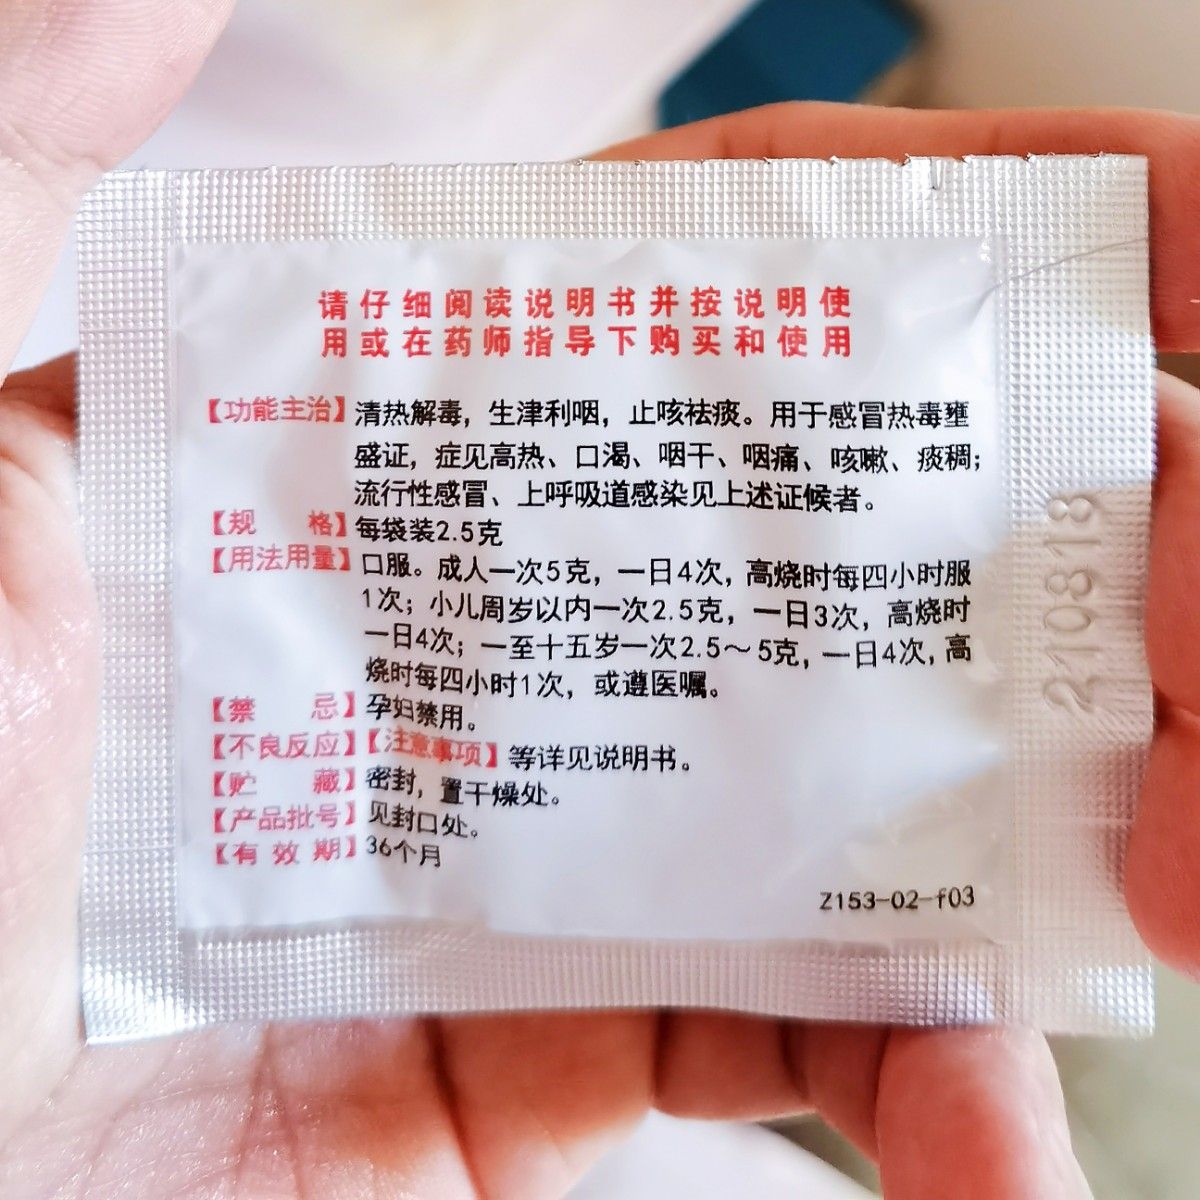 请仔细阅读说明书并按说明使
用或在药师指导下购买和使用
【功能主治】清热解毒，生津利咽，止咳祛痰。用于感冒热毒壅
盛证，症见高热、口渴、咽干、咽痛、咳嗽、痰稠；
流行性感冒、上呼吸道感染见上述证候者。
【规 格】每袋装2.5克
【用法用量】口服。成人一次5克，一日4次，高烧时每四小时服
1次；小儿周岁以内一次2.5克，一日3次，高烧时
一日4次；一至十五岁一次2.5～5克，一日4次，高
烧时每四小时1次，或遵医嘱。
【禁 忌】孕妇禁用。
【不良反应】【注意事项】等详见说明书。
【贮 藏】密封，置干燥处。
【产品批号】见封口处。
【有 效 期】36个月
Z153-02-f03
210818